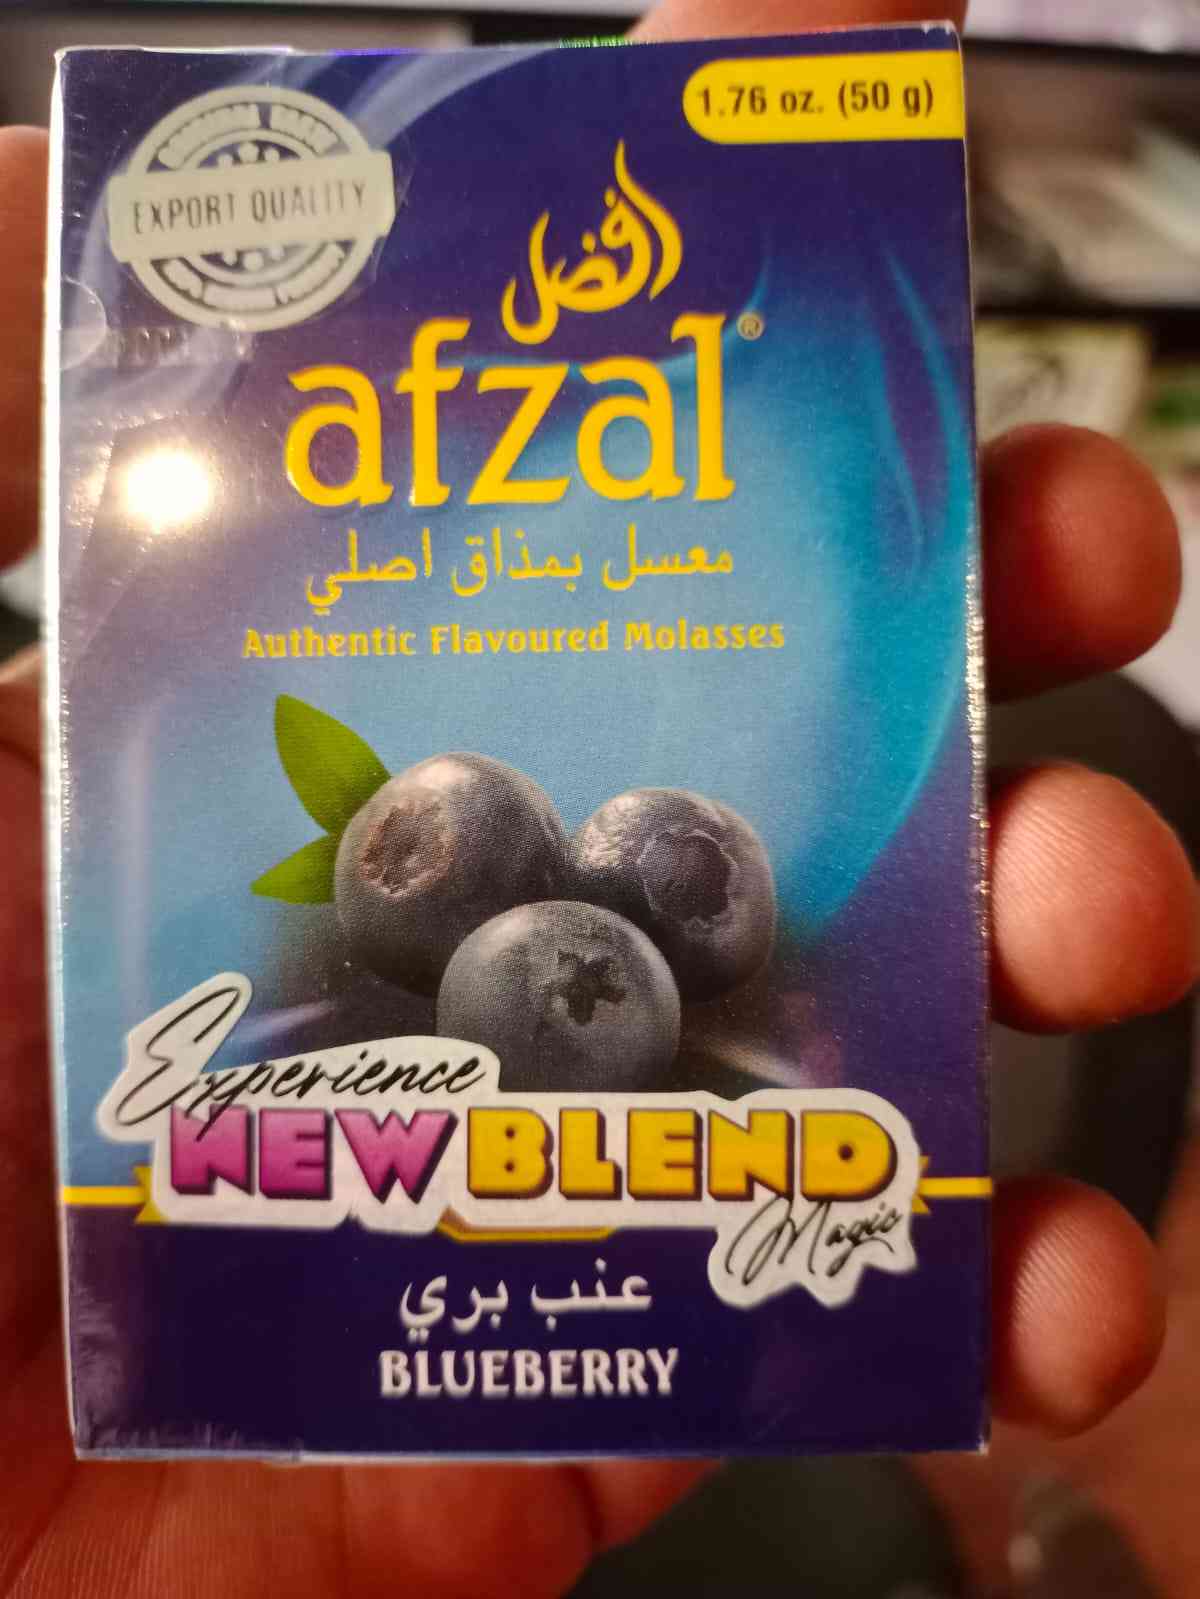 1.76 oz. (50 g)
EXPORT QUALITY
افضل
afzal®
معسل بمذاق اصلي
Authentic Flavoured Molasses
Experience
NEW BLEND
Magic
عنب بري
BLUEBERRY